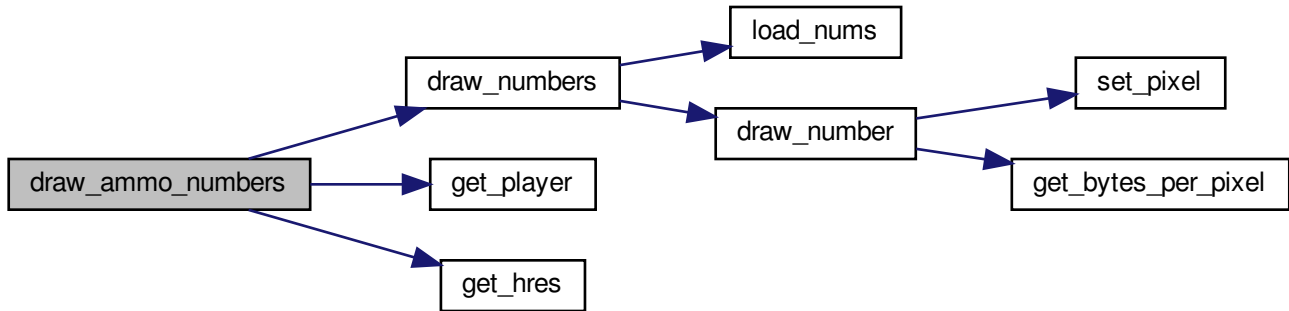 load_nums
draw_numbers
set_pixel
draw_number
draw_ammo_numbers
get_player
get_bytes_per_pixel
get_hres